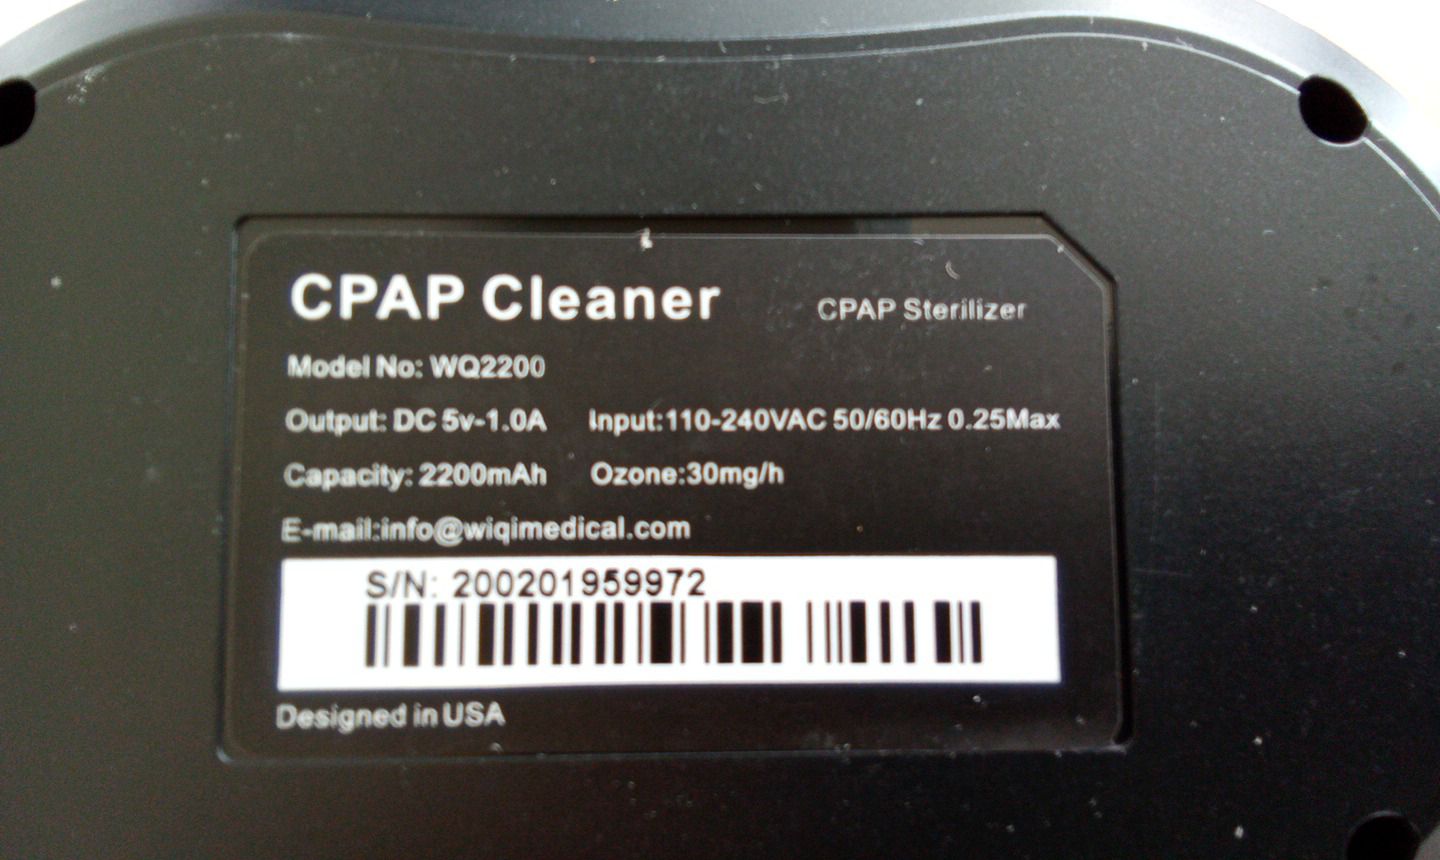 CPAP Cleaner CPAP Sterilizer
Model No: WQ2200
Output: DC 5v-1.0A Input:110-240VAC 50/60Hz 0.25Max
Capacity: 2200mAh Ozone:30mg/h
E-mail:info@wiqimedical.com
S/N: 200201959972
Designed in USA